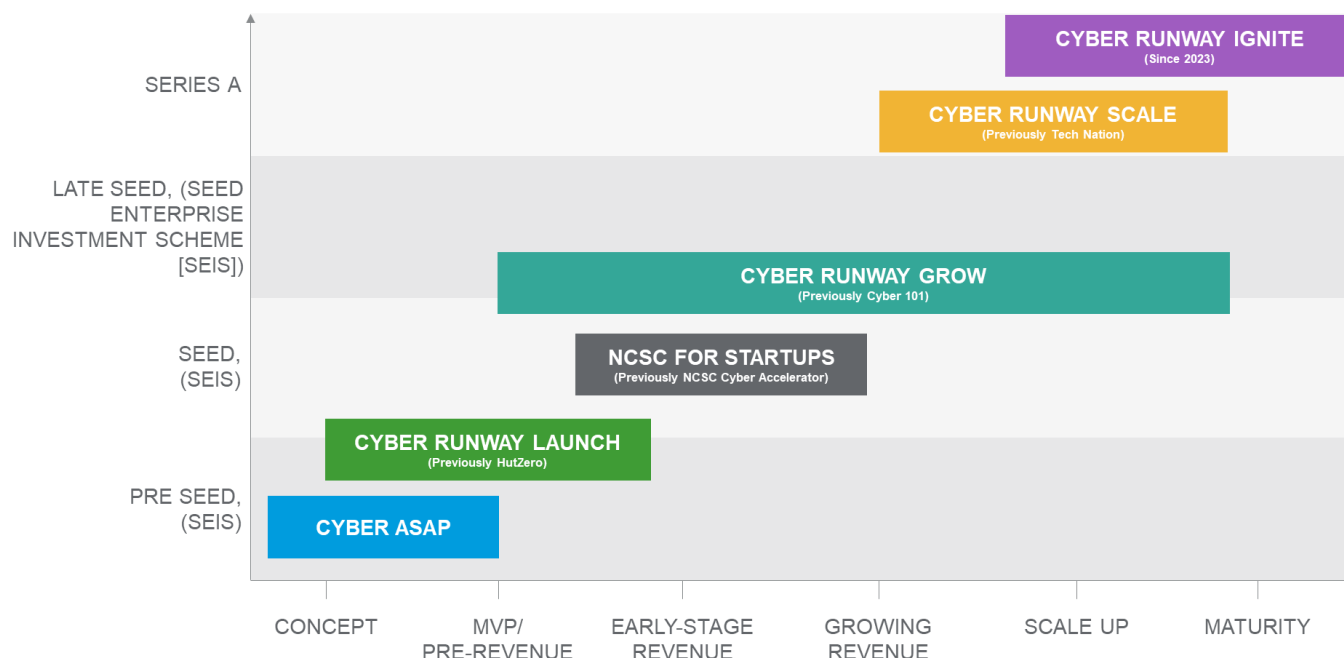 CYBER RUNWAY IGNITE
(Since 2023)
SERIES A
CYBER RUNWAY SCALE
(Previously Tech Nation)
LATE SEED, (SEED
ENTERPRISE
INVESTMENT SCHEME
[SEIS])
CYBER RUNWAY GROW
(Previously Cyber 101)
SEED,
(SEIS)
NCSC FOR STARTUPS
(Previously NCSC Cyber Accelerator)
CYBER RUNWAY LAUNCH
(Previously HutZero)
PRE SEED,
(SEIS)
CYBER ASAP
CONCEPT
MVP/
PRE-REVENUE
EARLY-STAGE
REVENUE
GROWING
REVENUE
SCALE UP
MATURITY